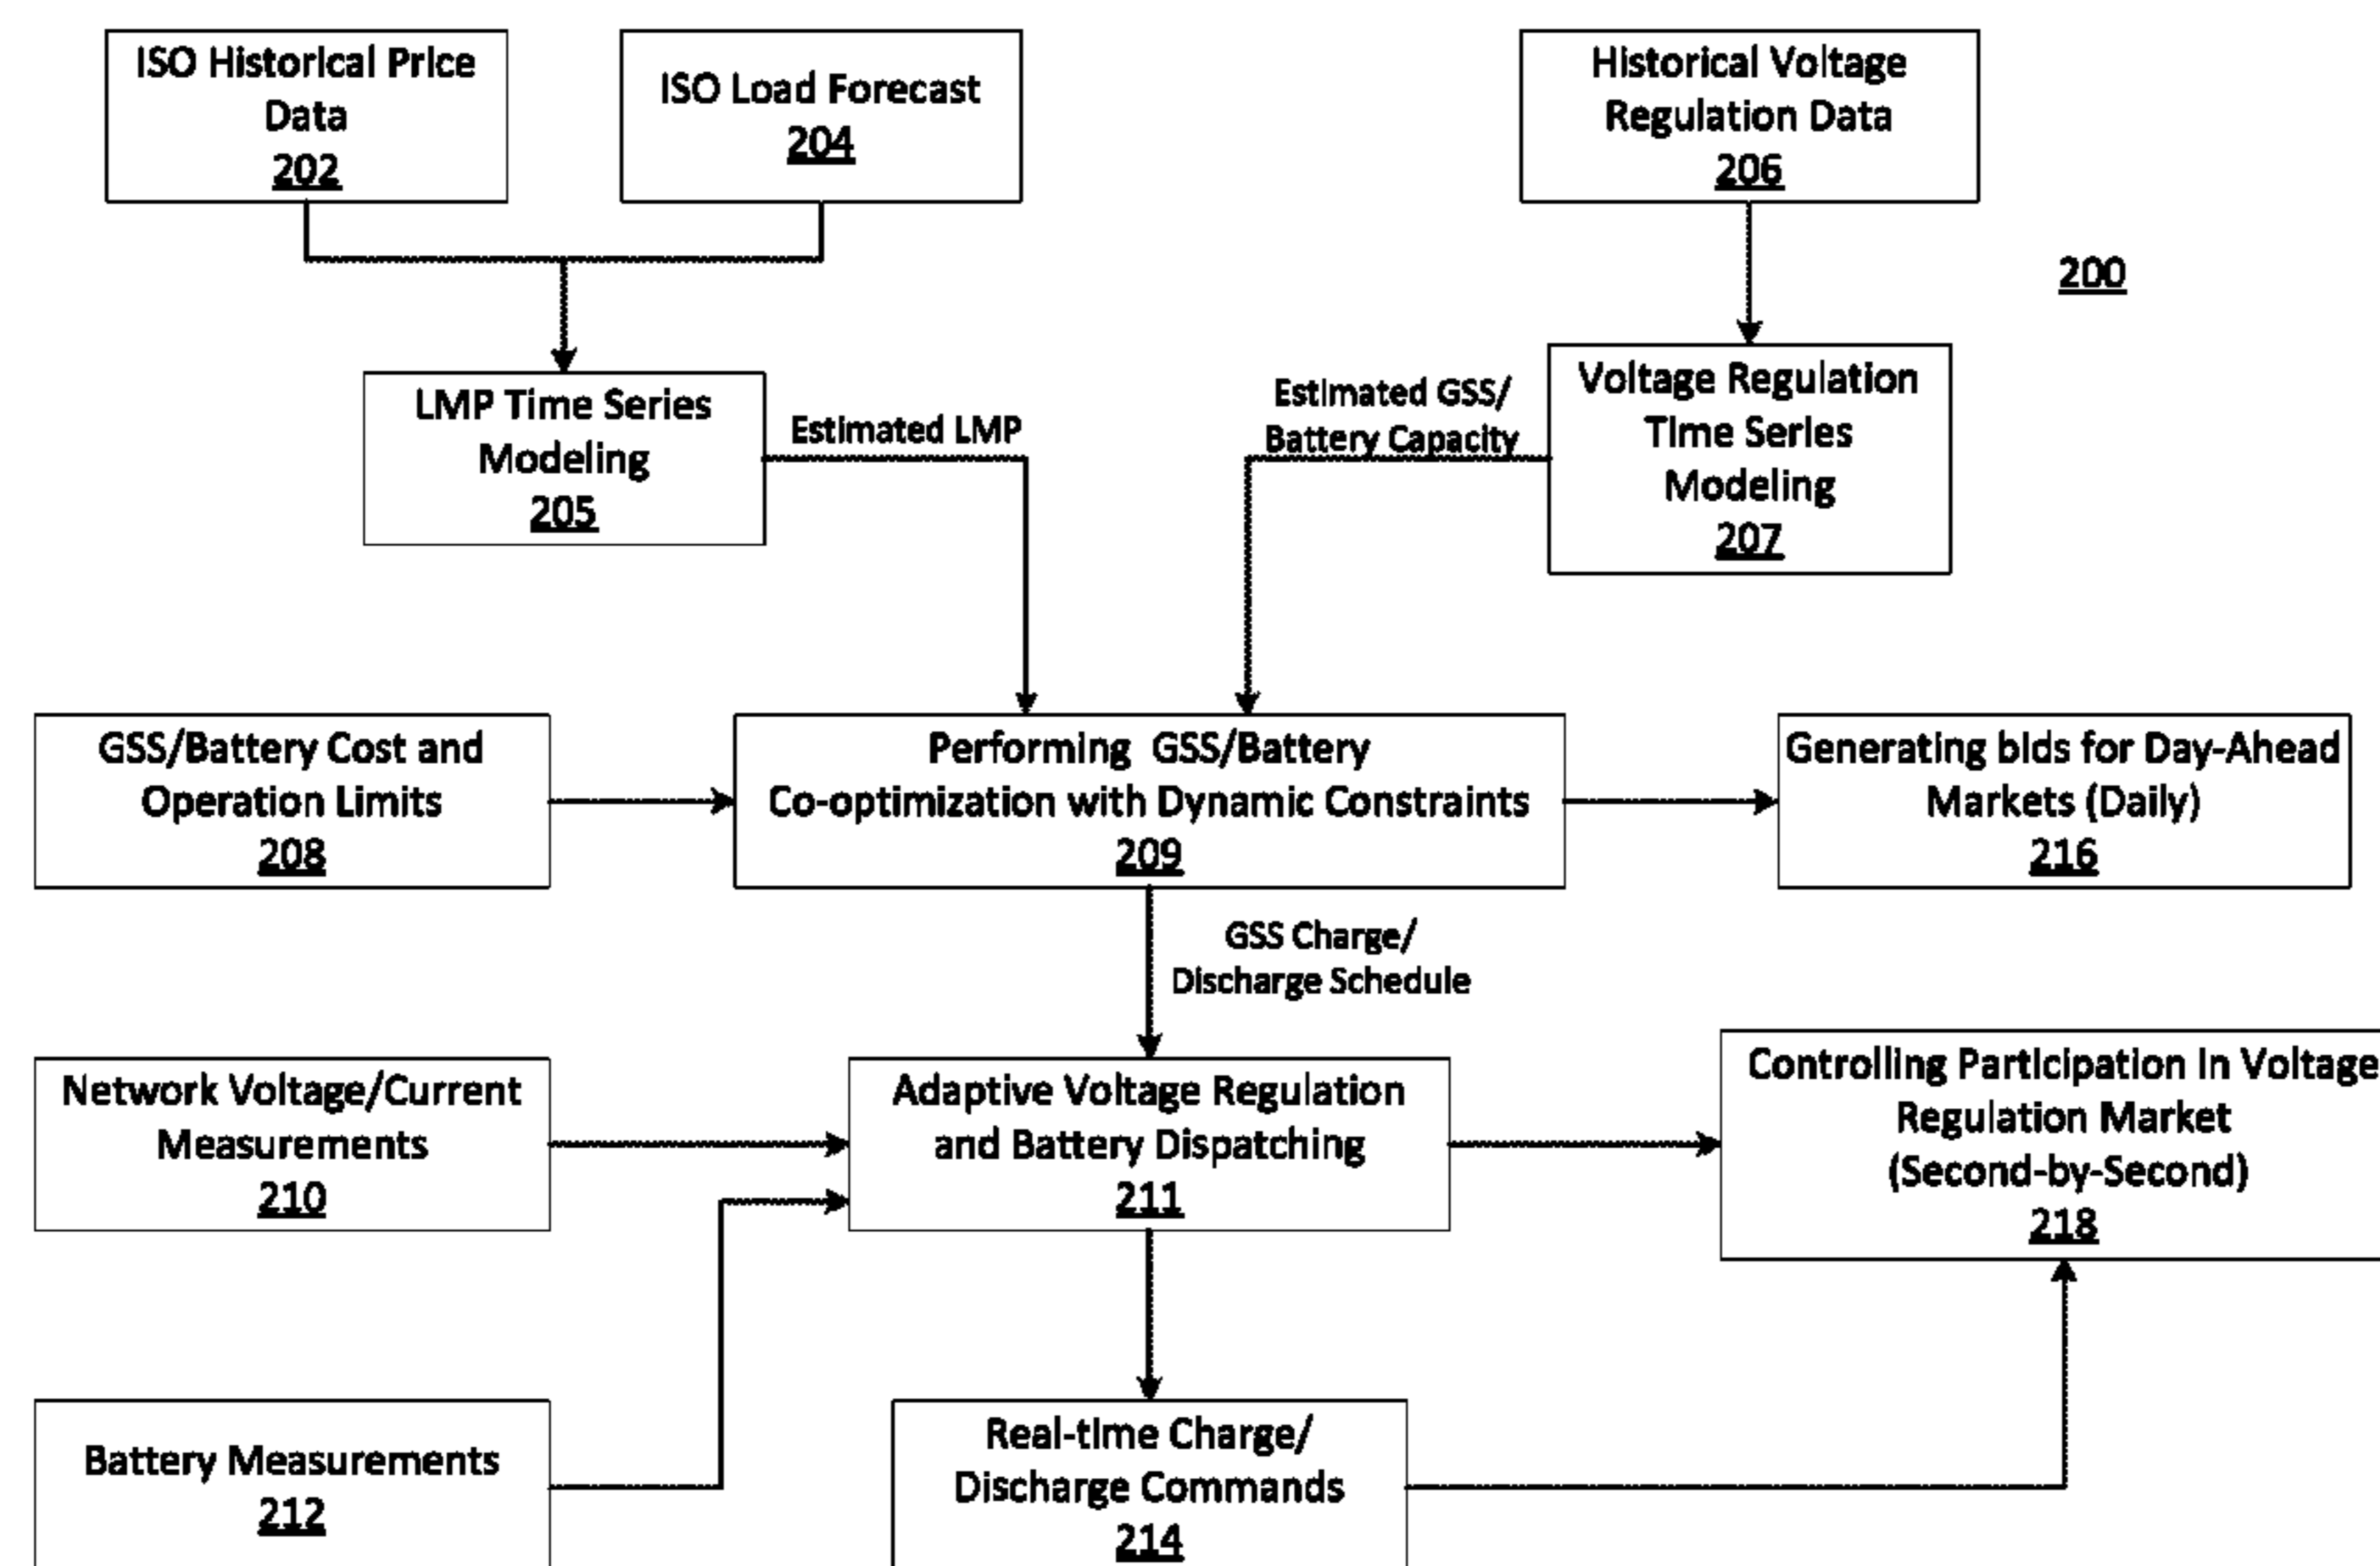 ISO Historical Price
Data
202
ISO Load Forecast
204
Historical Voltage
Regulation Data
206
200
LMP Time Series
Modeling
205
Estimated LMP
Estimated GSS/
Battery Capacity
Voltage Regulation
Time Series
Modeling
207
GSS/Battery Cost and
Operation Limits
208
Performing GSS/Battery
Co-optimization with Dynamic Constraints
209
Generating bids for Day-Ahead
Markets (Daily)
216
GSS Charge/
Discharge Schedule
Network Voltage/Current
Measurements
210
Adaptive Voltage Regulation
and Battery Dispatching
211
Controlling Participation in Voltage
Regulation Market
(Second-by-Second)
218
Battery Measurements
212
Real-time Charge/
Discharge Commands
214